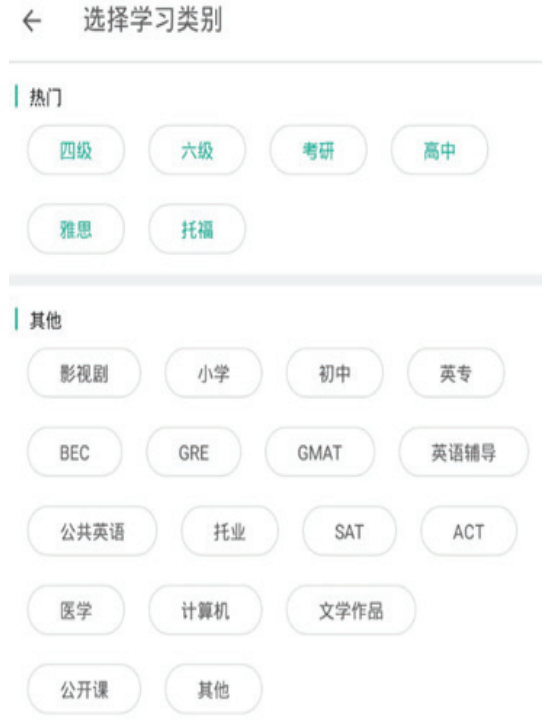 选择学习类别
热门
四级 六级 考研 高中
雅思 托福
其他
影视剧 小学 初中 英专
BEC GRE GMAT 英语辅导
公共英语 托业 SAT ACT
医学 计算机 文学作品
公开课 其他